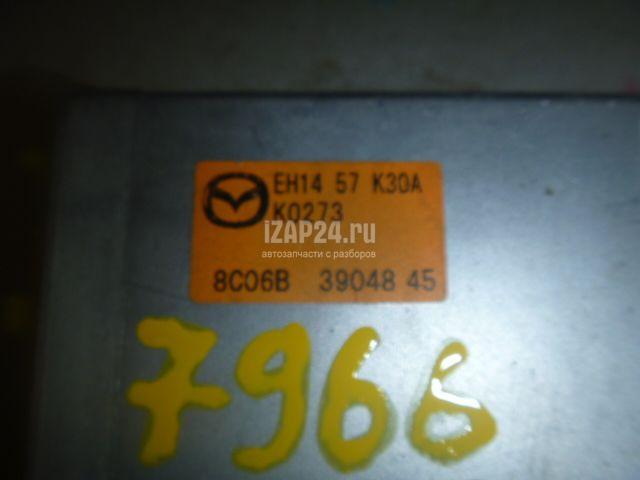 EH14 57 K30A
K0273
iZAP24.ru
автозапчасти с разборов
8C06B 39048 45
7966